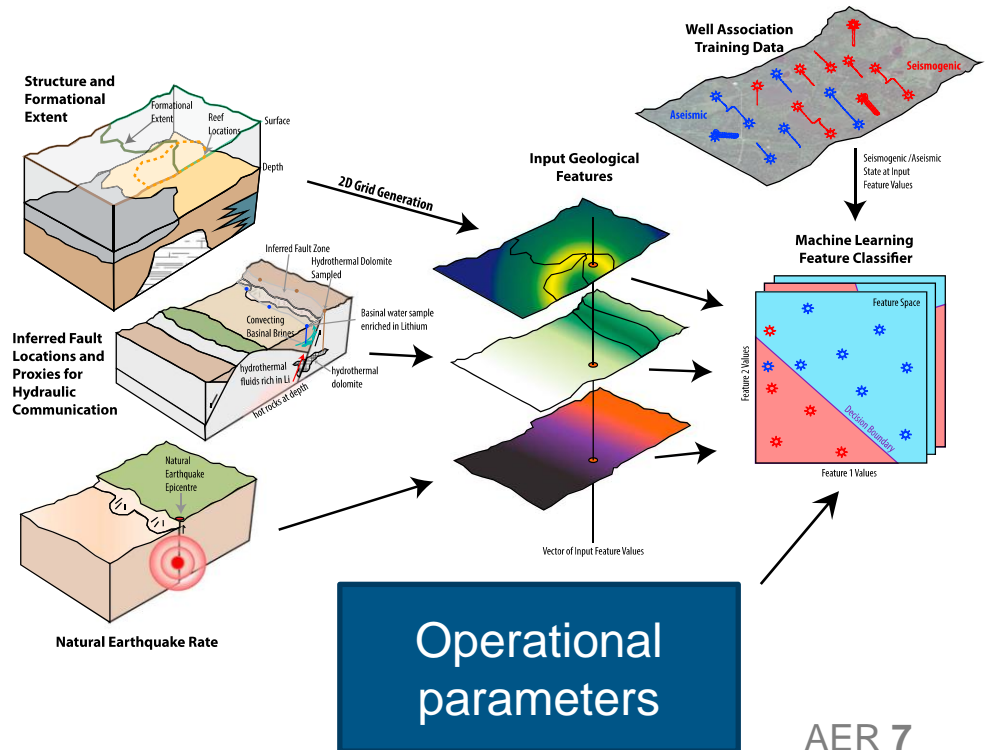 Well Association
Training Data
Structure and
Formational
Extent
Formational
Extent
Reef
Locations
Surface
Depth
Seismogenic
Aseismic
Seismogenic /Aseismic
State at Input
Feature Values
2D Grid Generation
Input Geological
Features
Machine Learning
Feature Classifier
Inferred Fault Zone
Hydrothermal Dolomite
Sampled
Convecting
Basinal Brines
Basinal water sample
enriched in Lithium
hydrothermal
fluids rich in Li
hydrothermal
dolomite
hot rocks at depth
Inferred Fault
Locations and
Proxies for
Hydraulic
Communication
Feature Space
Feature 2 Values
Decision Boundary
Feature 1 Values
Natural
Earthquake
Epicentre
Vector of Input Feature Values
Natural Earthquake Rate
Operational
parameters
AER 7